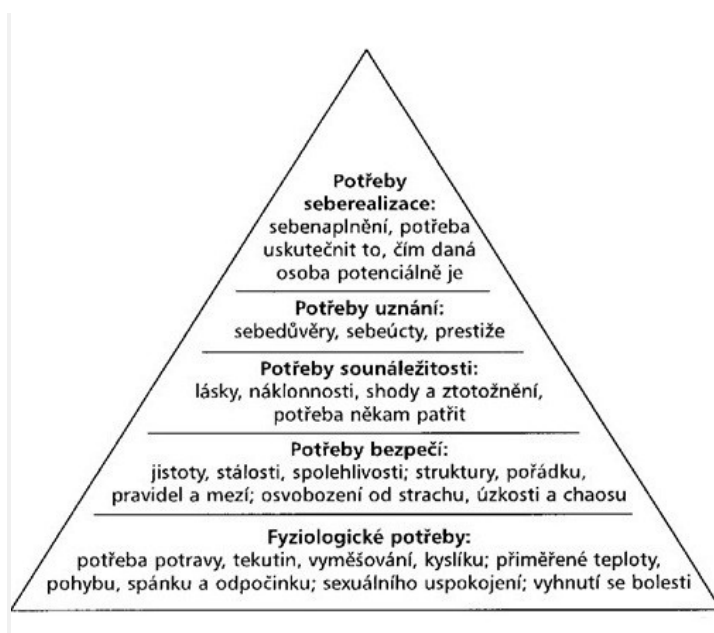 Potřeby
seberealizace:
sebenaplnění, potřeba
uskutečnit to, čím daná
osoba potenciálně je
Potřeby uznání:
sebedůvěry, sebeúcty, prestiže
Potřeby sounáležitosti:
lásky, náklonnosti, shody a ztotožnění,
potřeba někam patřit
Potřeby bezpečí:
jistoty, stálosti, spolehlivosti; struktury, pořádku,
pravidel a mezí; osvobození od strachu, úzkosti a chaosu
Fyziologické potřeby:
potřeba potravy, tekutin, vyměšování, kyslíku; přiměřené teploty,
pohybu, spánku a odpočinku; sexuálního uspokojení; vyhnutí se bolesti